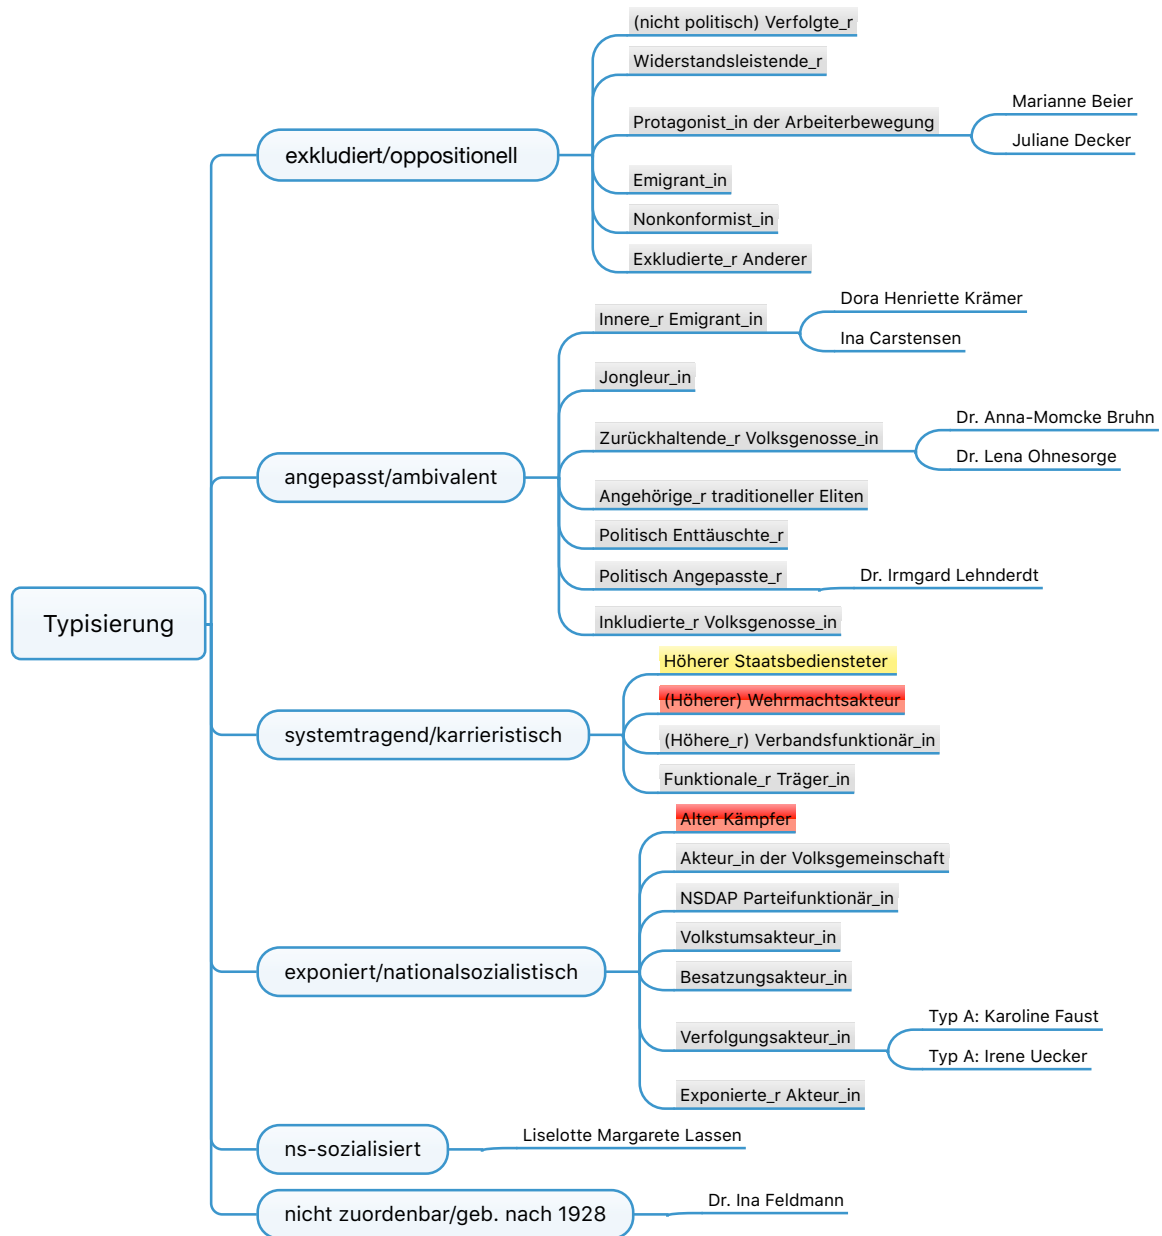 Typisierung
exkludiert/oppositionell
(nicht politisch) Verfolgte_r
Widerstandsleistende_r
Protagonist_in der Arbeiterbewegung
Marianne Beier
Juliane Decker
Emigrant_in
Nonkonformist_in
Exkludierte_r Anderer
angepasst/ambivalent
Innere_r Emigrant_in
Dora Henriette Krämer
Ina Carstensen
Jongleur_in
Zurückhaltende_r Volksgenosse_in
Dr. Anna-Momcke Bruhn
Dr. Lena Ohnesorge
Angehörige_r traditioneller Eliten
Politisch Enttäuschte_r
Politisch Angepasste_r
Dr. Irmgard Lehnderdt
Inkludierte_r Volksgenosse_in
systemtragend/karrieristisch
Höherer Staatsbediensteter
(Höherer) Wehrmachtsakteur
(Höhere_r) Verbandsfunktionär_in
Funktionale_r Träger_in
exponiert/nationalsozialistisch
Alter Kämpfer
Akteur_in der Volksgemeinschaft
NSDAP Parteifunktionär_in
Volkstumsakteur_in
Besatzungsakteur_in
Verfolgungsakteur_in
Typ A: Karoline Faust
Typ A: Irene Uecker
Exponierte_r Akteur_in
ns-sozialisiert
Liselotte Margarete Lassen
nicht zuordenbar/geb. nach 1928
Dr. Ina Feldmann